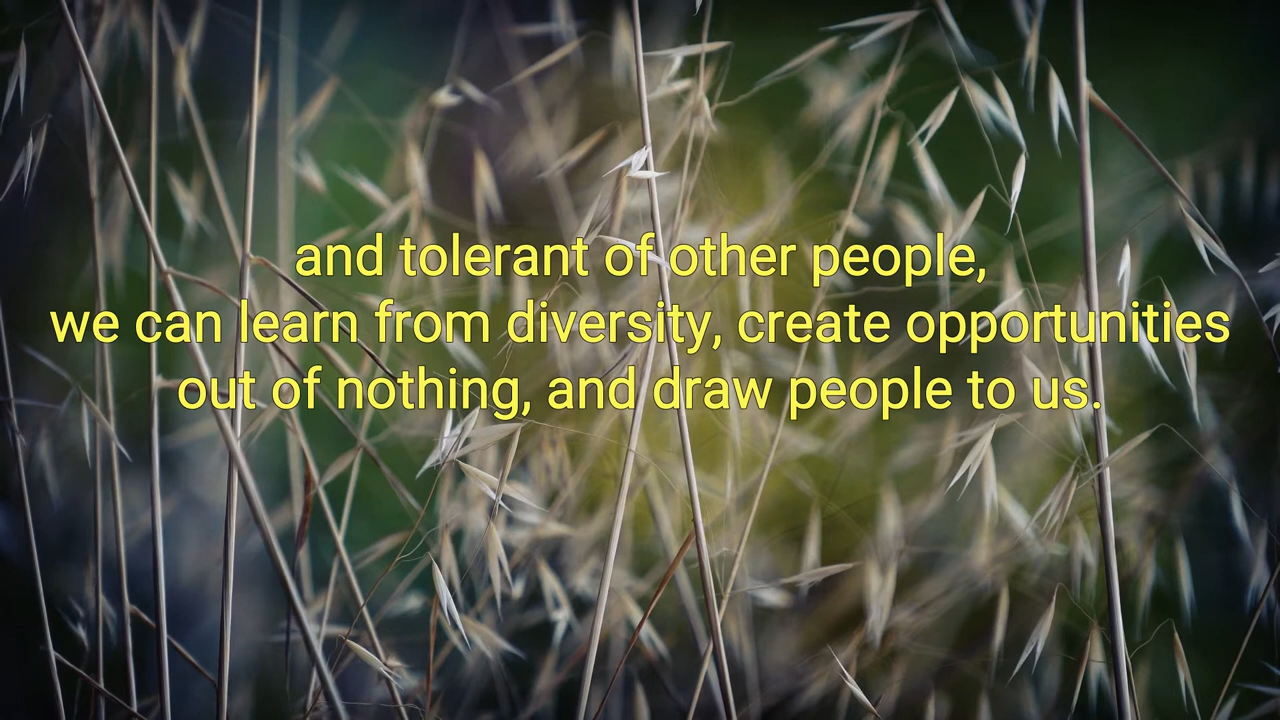 and tolerant of other people,
we can learn from diversity, create opportunities
out of nothing, and draw people to us.